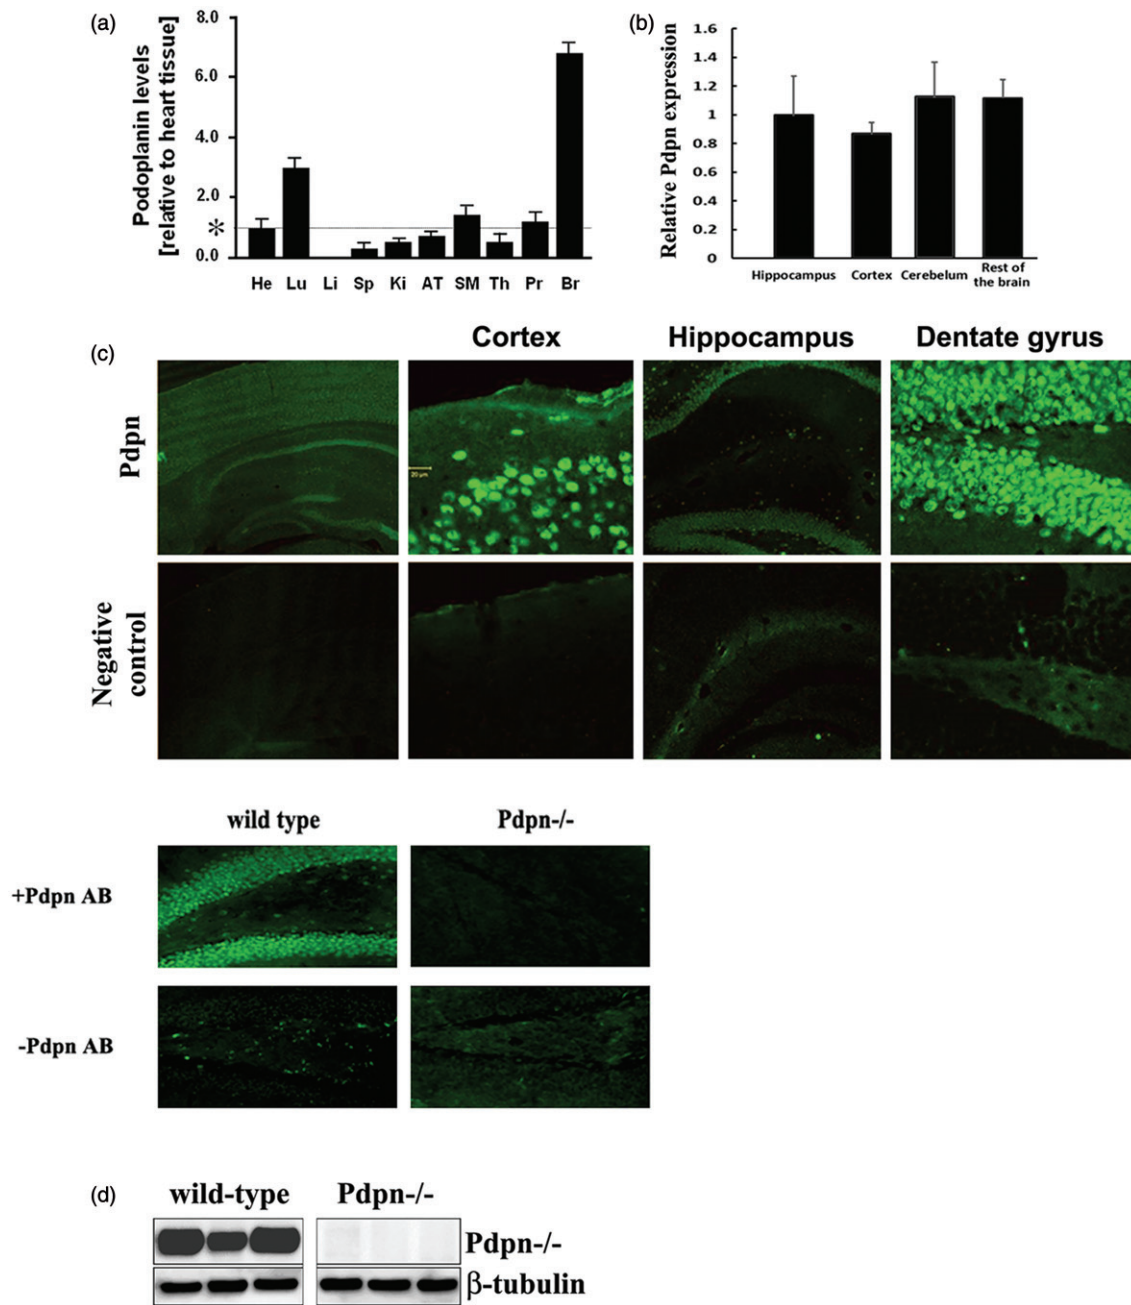 (a)
Podoplanin levels
[relative to heart tissue]
8.0
6.0
4.0
2.0
*
0.0
He Lu Li Sp Ki AT SM Th Pr Br
(b)
Relative Pdpn expression
1.6
1.4
1.2
1
0.8
0.6
0.4
0.2
0
Hippocampus Cortex Cerebelum Rest of
the brain
(c)
Cortex Hippocampus Dentate gyrus
Pdpn
20 µm
Negative
control
wild type Pdpn-/-
+Pdpn AB
-Pdpn AB
(d)
wild-type Pdpn-/-
Pdpn-/-
β-tubulin